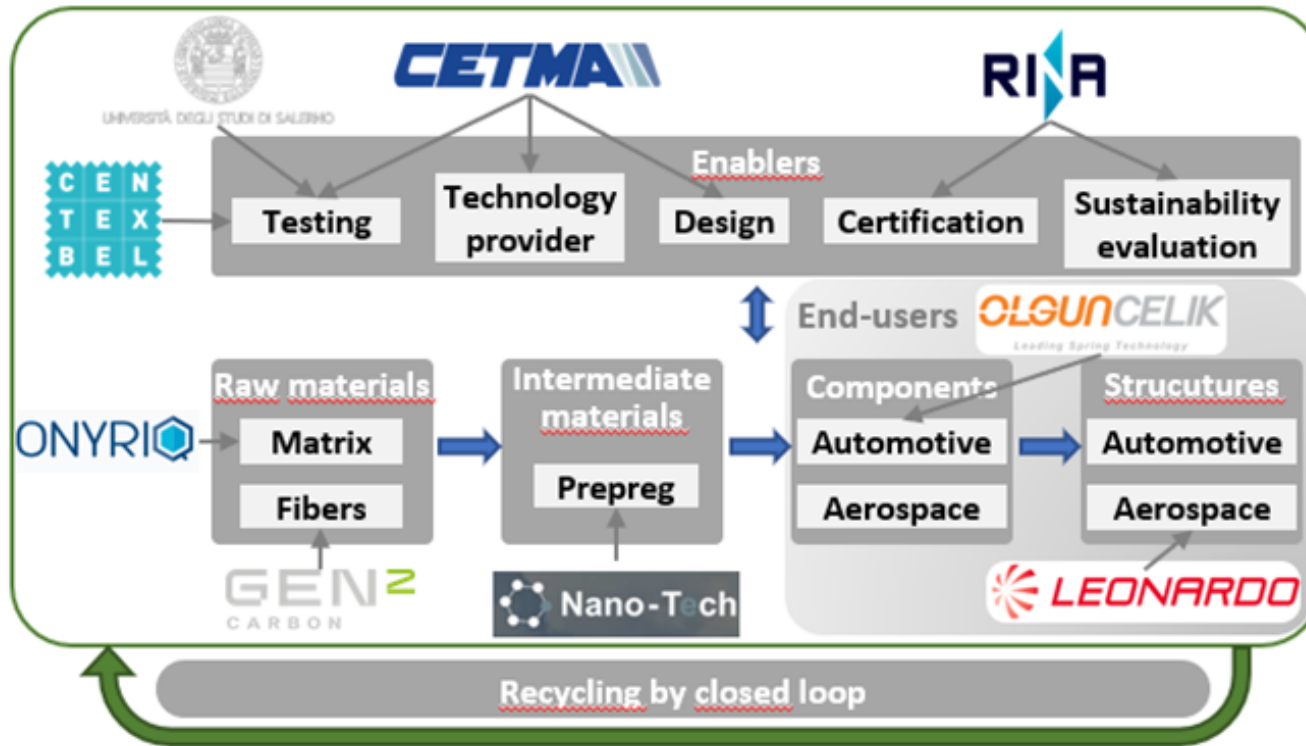 UNIVERSITÀ DEGLI STUDI DI SALERNO
CETMA
RINA
CEN
TEX
BEL
Enablers
Testing
Technology
provider
Design
Certification
Sustainability
evaluation
End-users
OLGUNCELIK
Leading Spring Technology
ONYRIQ
Raw materials
Matrix
Fibers
Intermediate
materials
Prepreg
Components
Automotive
Aerospace
Strucutures
Automotive
Aerospace
GEN 2
CARBON
Nano-Tech
LEONARDO
Recycling by closed loop